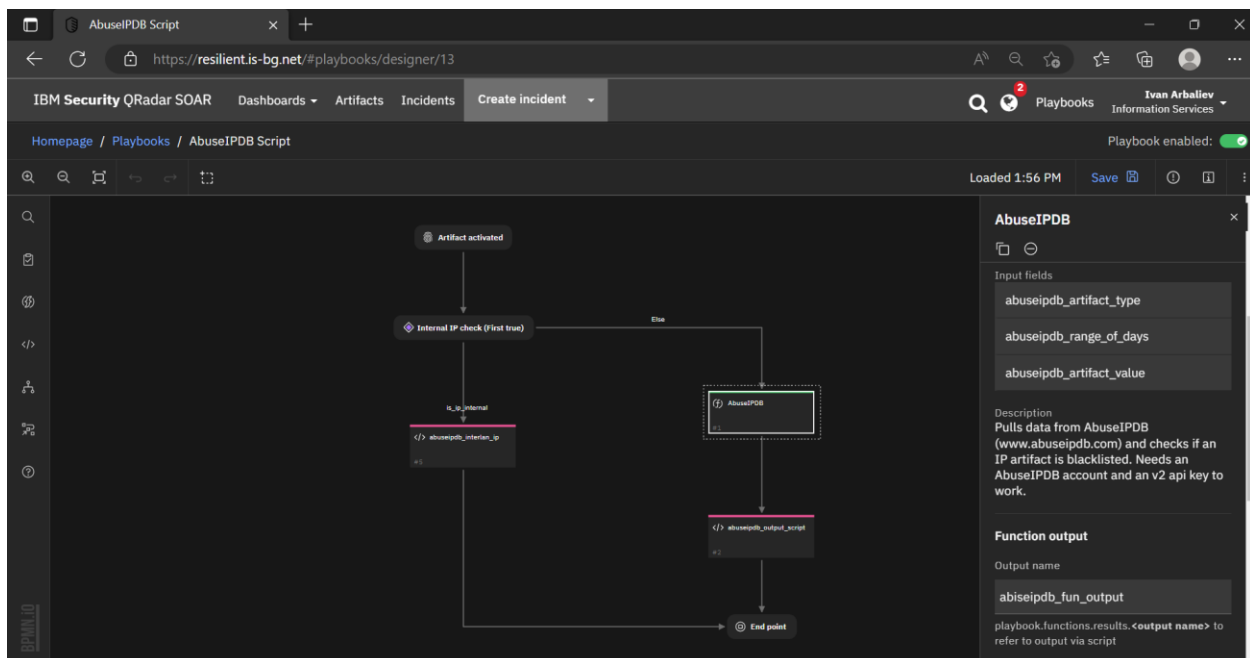 AbuseIPDB Script
https://resilient.is-bg.net/#playbooks/designer/13
IBM Security QRadar SOAR Dashboards Artifacts Incidents Create incident 2 Playbooks Ivan Arbaliev
Information Services
Homepage / Playbooks / AbuseIPDB Script Playbook enabled:
Loaded 1:56 PM Save
Artifact activated
Internal IP check (First true)
Else
is_ip_internal
</> abuseipdb_interlan_ip
#5
AbuseIPDB
#1
</> abuseipdb_output_script
#2
End point
AbuseIPDB
Input fields
abuseipdb_artifact_type
abuseipdb_range_of_days
abuseipdb_artifact_value
Description
Pulls data from AbuseIPDB
(www.abuseipdb.com) and checks if an
IP artifact is blacklisted. Needs an
AbuseIPDB account and an v2 api key to
work.
Function output
Output name
abiseipdb_fun_output
playbook.functions.results.<output name> to
refer to output via script
BPMN.iO